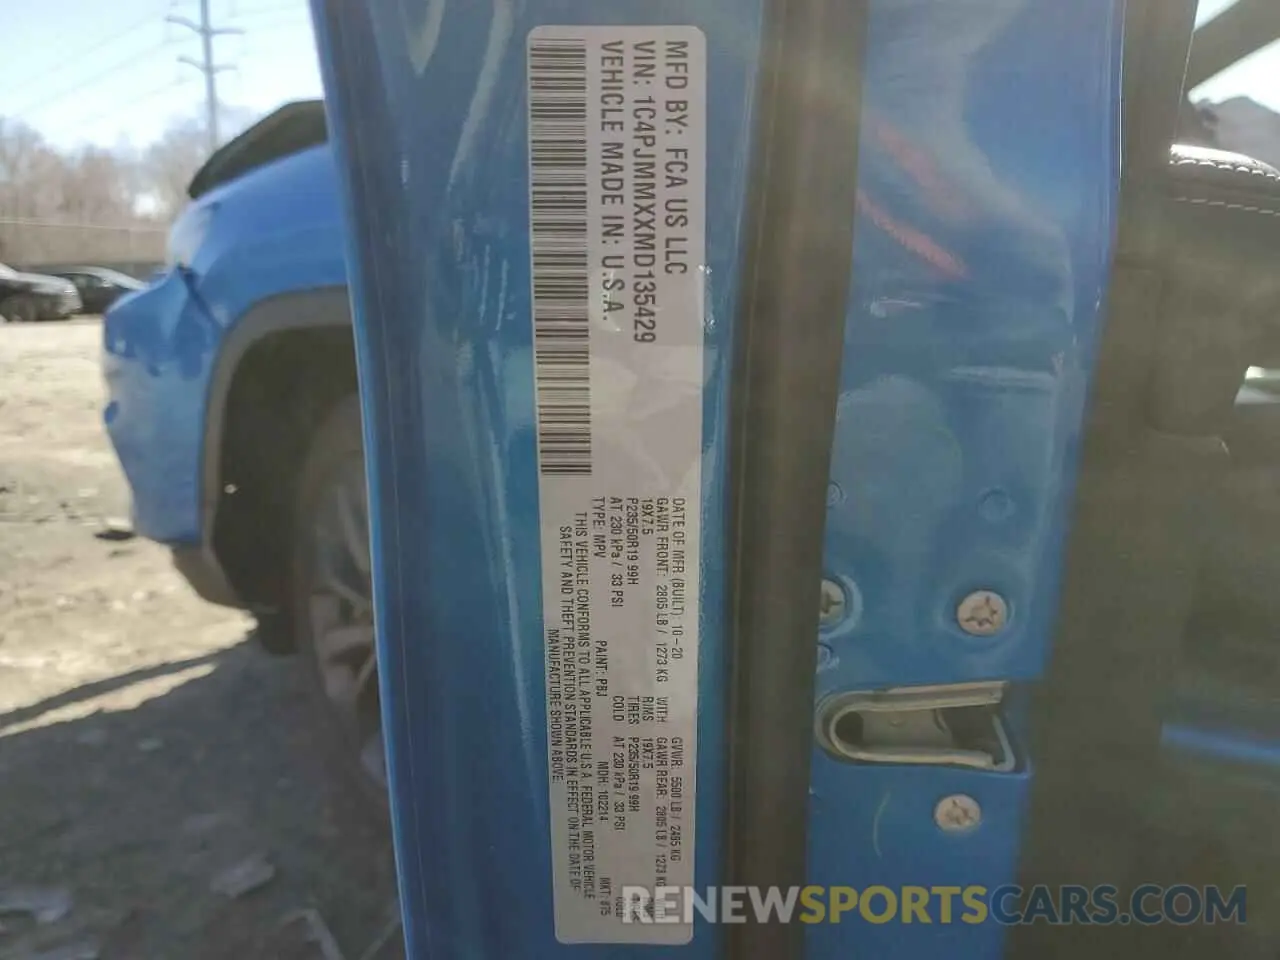 MFD BY: FCA US LLC
VIN: 1C4PJMMXXMD135429
VEHICLE MADE IN: U.S.A.
DATE OF MFR (BUILT): 10-20 GVWR: 5500 LB / 2495 KG
GAWR FRONT: 2805 LB / 1273 KG WITH GAWR REAR: 2805 LB / 1273 KG WITH
19X7.5 RIMS 19X7.5
P235/50R19 99H TIRES P235/50R19 99H
AT 230 kPa / 33 PSI COLD AT 230 kPa / 33 PSI COLD
TYPE: MPV PAINT: PBJ MDH: 102214 MKT:
THIS VEHICLE CONFORMS TO ALL APPLICABLE U.S.A. FEDERAL MOTOR VEHICLE
SAFETY AND THEFT PREVENTION STANDARDS IN EFFECT ON THE DATE OF
MANUFACTURE SHOWN ABOVE.
RENEWSPORTSCARS.COM